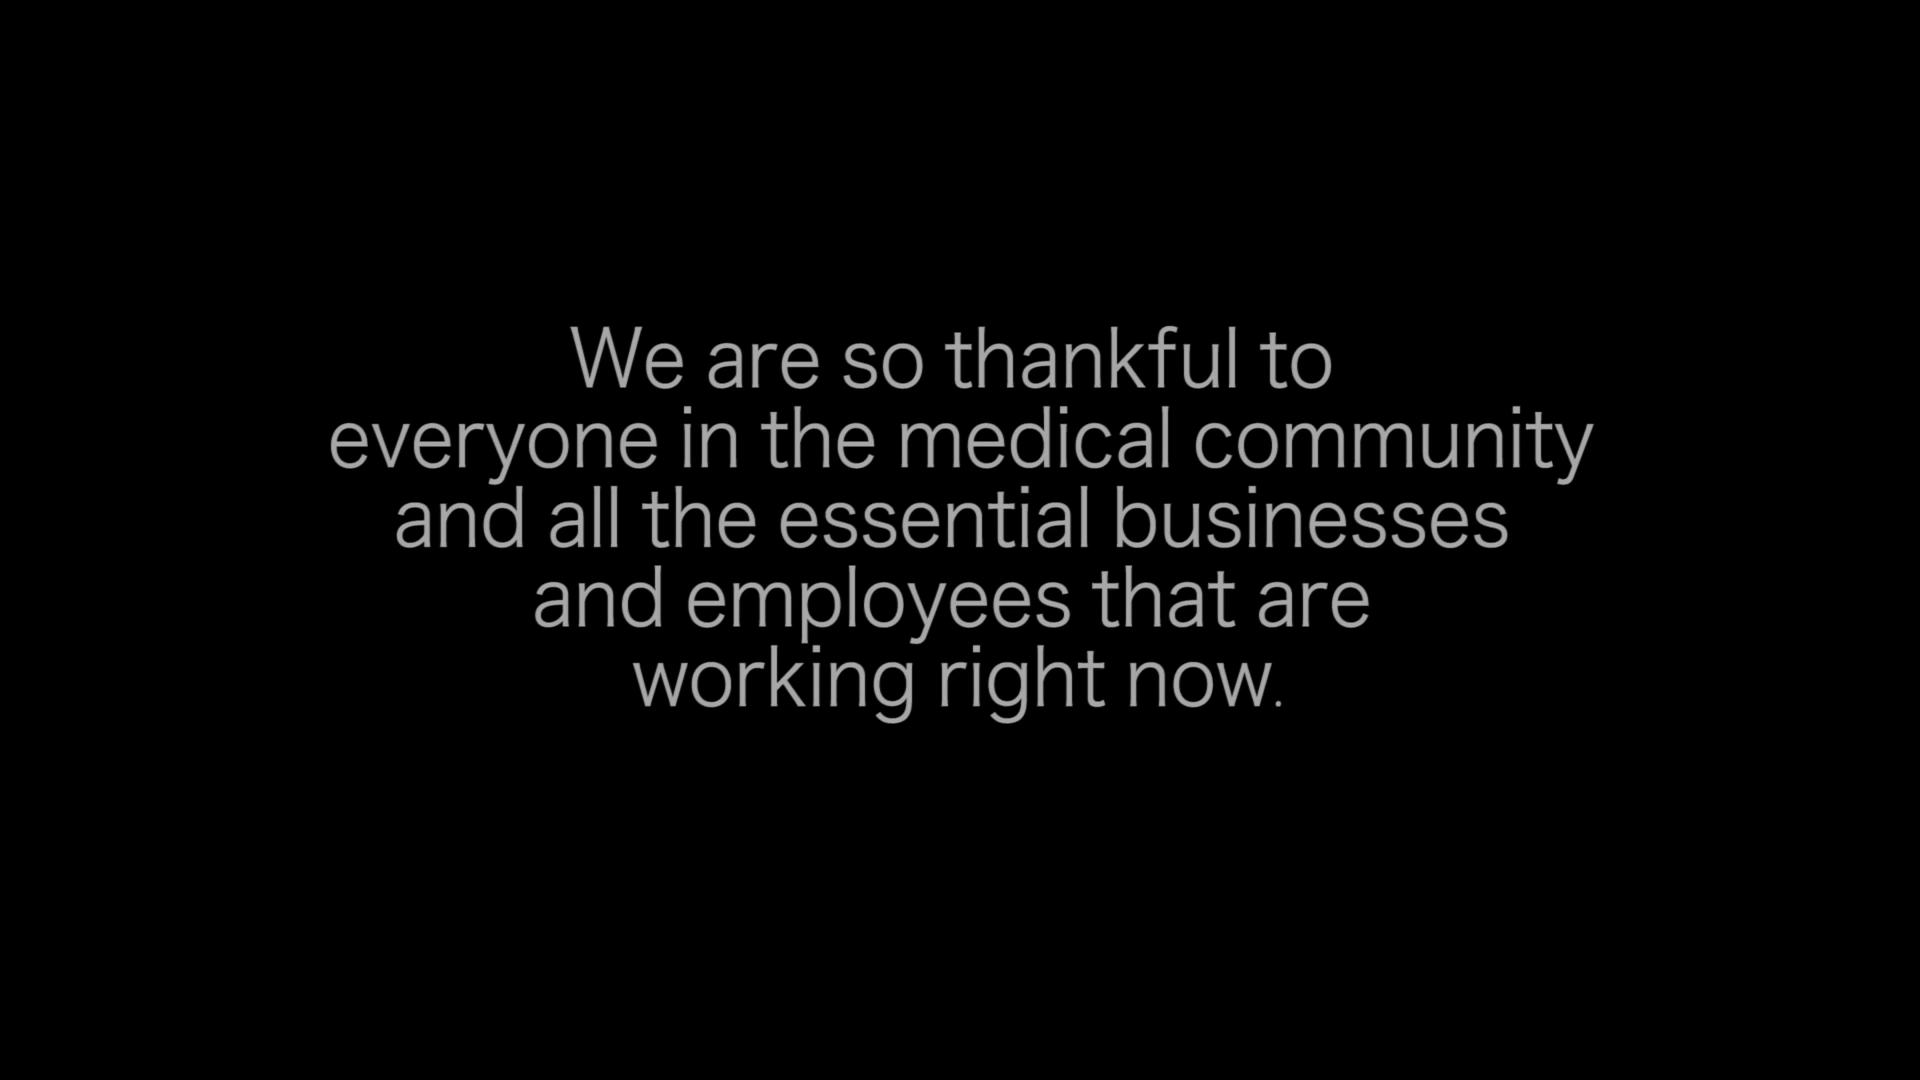 We are so thankful to
everyone in the medical community
and all the essential businesses
and employees that are
working right now.